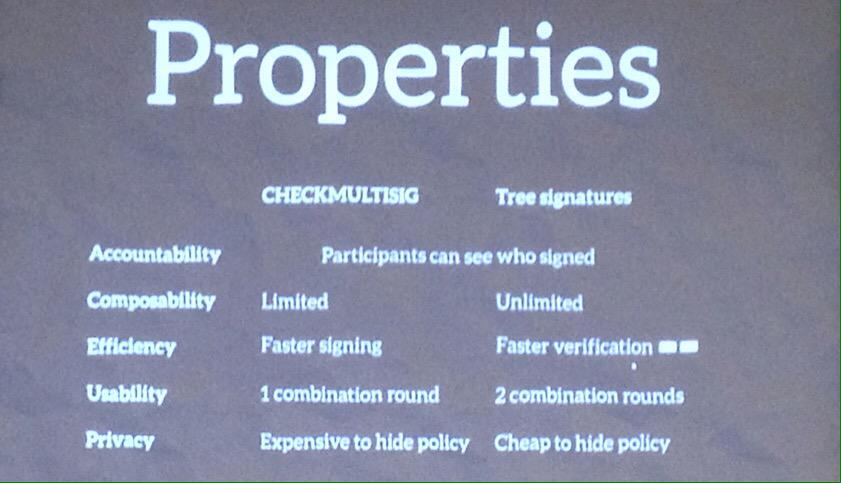 Properties
CHECKMULTISIG Tree signatures
Accountability Participants can see who signed
Composability Limited Unlimited
Efficiency Faster signing Faster verification
Usability 1 combination round 2 combination rounds
Privacy Expensive to hide policy Cheap to hide policy